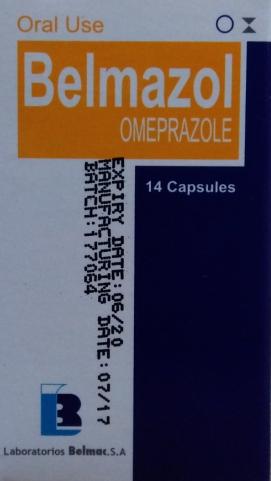 Oral Use
Belmazol
OMEPRAZOLE
14 Capsules
EXPIRY DATE:06/20
MANUFACTURING DATE:07/17
BATCH:177064
Laboratorios Belmac.S.A